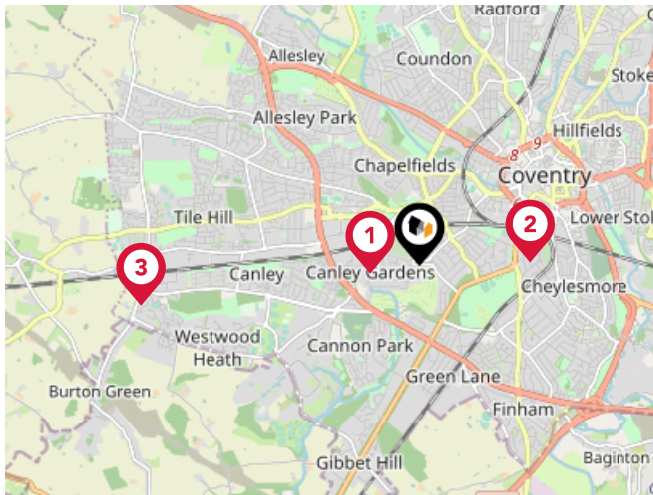 Radford
Allesley
Coundon
Stoke
Allesley Park
Hillfields
8
9
Chapelfields
Coventry
Tile Hill
1
2
Lower Stol
3
Canley
Canley Gardens
Cheylesmore
Westwood
Heath
Cannon Park
Burton Green
Green Lane
Finham
Gibbet Hill
Baginton